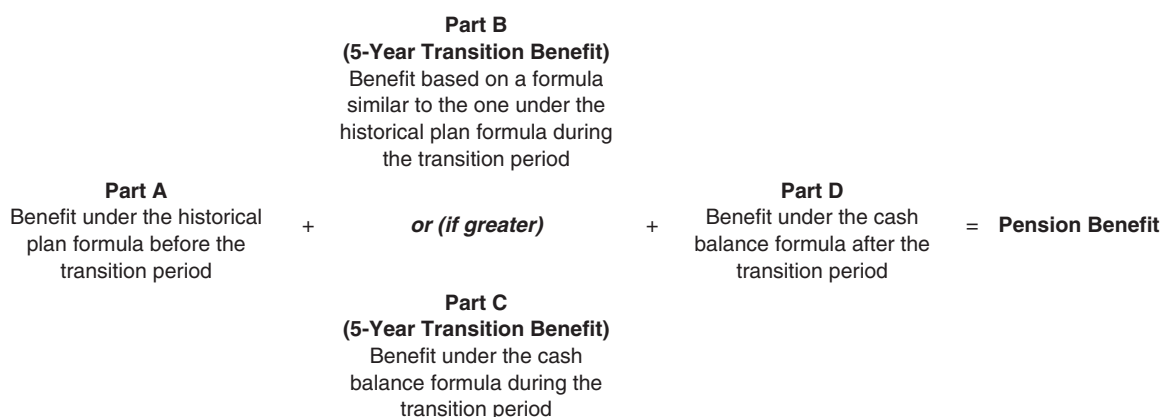 Part B
(5-Year Transition Benefit)
Benefit based on a formula
similar to the one under the
historical plan formula during
the transition period
Part A
Benefit under the historical
plan formula before the
transition period
+
or (if greater)
+
Part D
Benefit under the cash
balance formula after the
transition period
= Pension Benefit
Part C
(5-Year Transition Benefit)
Benefit under the cash
balance formula during the
transition period